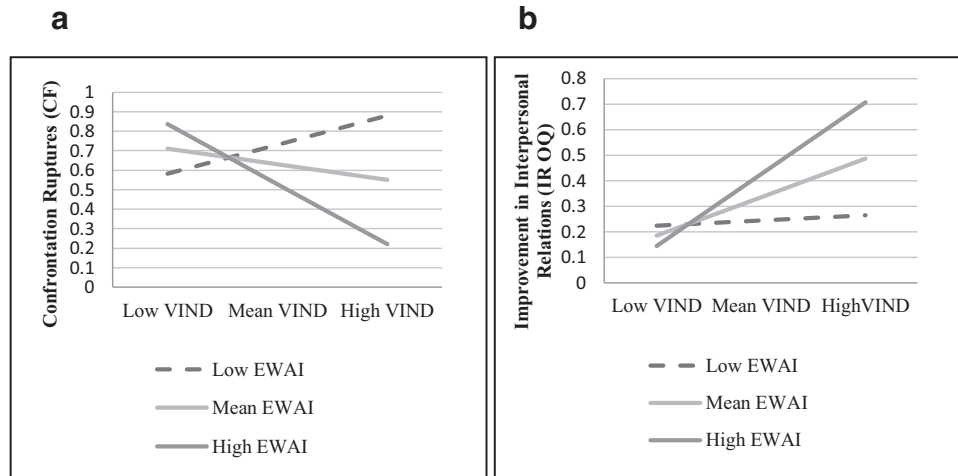 a
b
Confrontation Ruptures (CF)
1
0.9
0.8
0.7
0.6
0.5
0.4
0.3
0.2
0.1
0
Low VIND Mean VIND High VIND
Low EWAI
Mean EWAI
High EWAI
Improvement in Interpersonal
Relations (IR OQ)
0.8
0.7
0.6
0.5
0.4
0.3
0.2
0.1
0
Low VIND Mean VIND HighVIND
Low EWAI
Mean EWAI
High EWAI